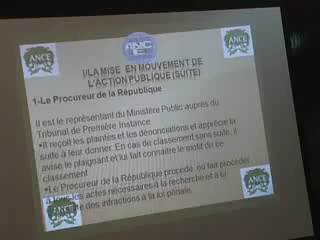 ANCE
ANCE
ANC
E
I/LA MISE EN MOUVEMENT DE
L'ACTION PUBLIQUE (SUITE)
1-Le Procureur de la République
Il est le représentant du Ministère Public auprès du
Tribunal de Première Instance
•Il reçoit les plaintes et les dénonciations et apprécie la
suite à leur donner. En cas de classement sans suite, il
avise le plaignant et lui fait connaître le motif de ce
classement
•Le Procureur de la République procède ou fait procéder
à tous les actes nécessaires à la recherche et à la
des infractions à la loi pénale.
ANCE
ANCE